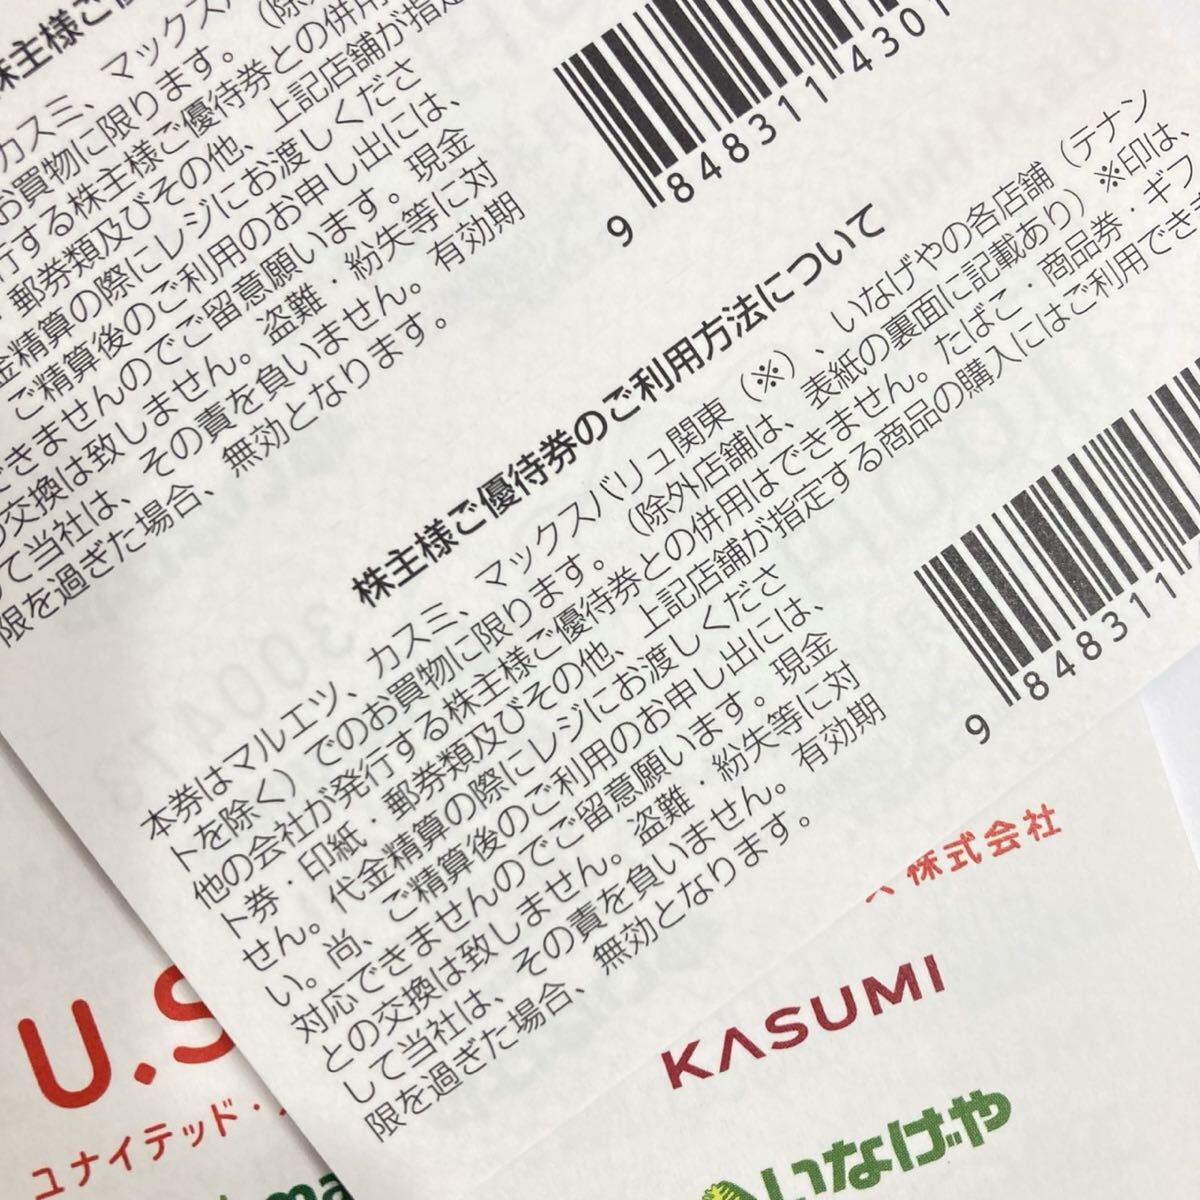 株主様ご優
カスミ、マックスバ
お買物に限ります。（除
行する株主様ご優待券との併用
・郵券類及びその他、上記店舗が指定
金精算の際にレジにお渡しくださ
ご精算後のご利用のお申し出には、
できませんのでご留意願います。現金
の交換は致しません。盗難・紛失等に対
して当社は、その責を負いません。有効期
限を過ぎた場合、無効となります。
9 848311 4301
株主様ご優待券のご利用方法について
本券はマルエツ、カスミ、マックスバリュ関東（※）、いなげやの各店舗（テナン
トを除く）でのお買物に限ります。（除外店舗は、表紙の裏面に記載あり）※印は、
他の会社が発行する株主様ご優待券との併用はできません。たばこ・商品券・ギフ
ト券・印紙・郵券類及びその他、上記店舗が指定する商品の購入にはご利用できま
せん。代金精算の際にレジにお渡しくださ
い。尚、ご精算後のご利用のお申し出には、
対応できませんのでご留意願います。現金
との交換は致しません。盗難・紛失等に対
して当社は、その責を負いません。有効期
限を過ぎた場合、無効となります。
9 848311
株式会社
U.S
ユナイテッド・
KASUMI
いなげや
ma